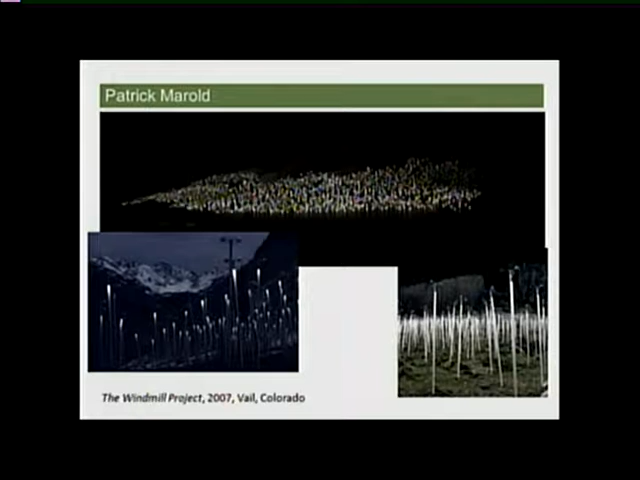 Patrick Marold
The Windmill Project, 2007, Vail, Colorado